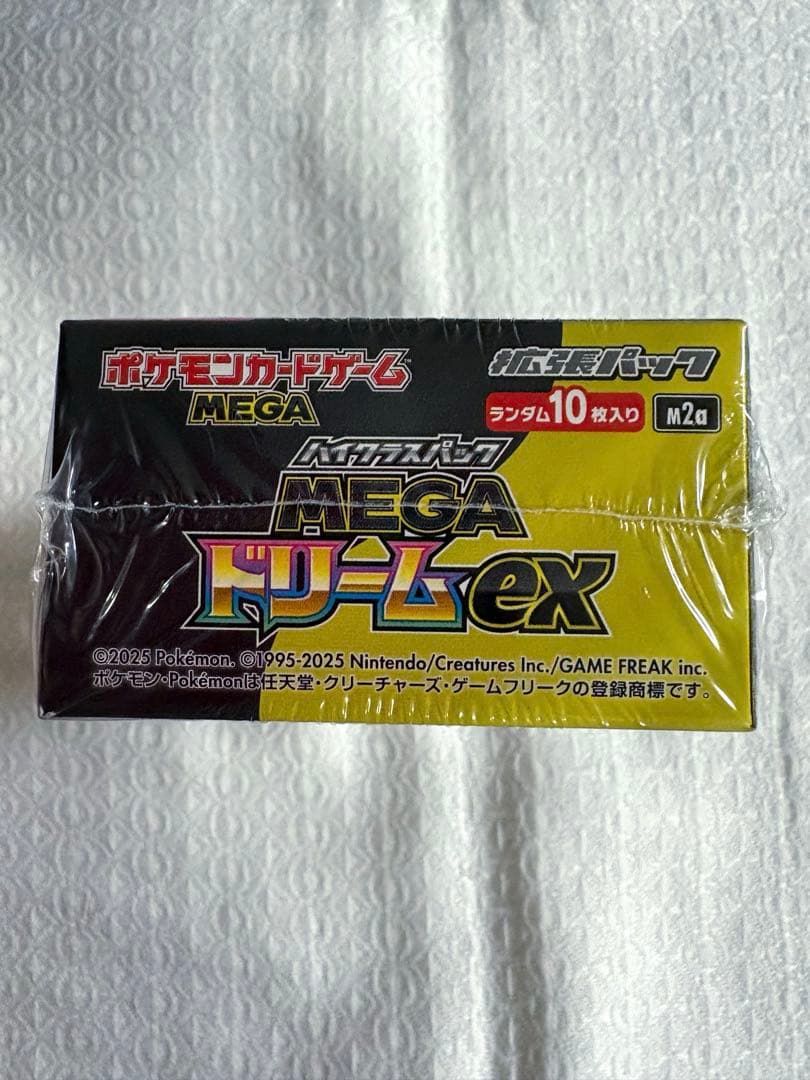 ポケモンカードゲーム™
MEGA
拡張パック
ランダム10枚入り
M2a
ハイクラスパック
MEGA
ドリームex
©2025 Pokémon. ©1995-2025 Nintendo/Creatures Inc./GAME FREAK inc.
ポケモン・Pokémonは任天堂・クリーチャーズ・ゲームフリークの登録商標です。